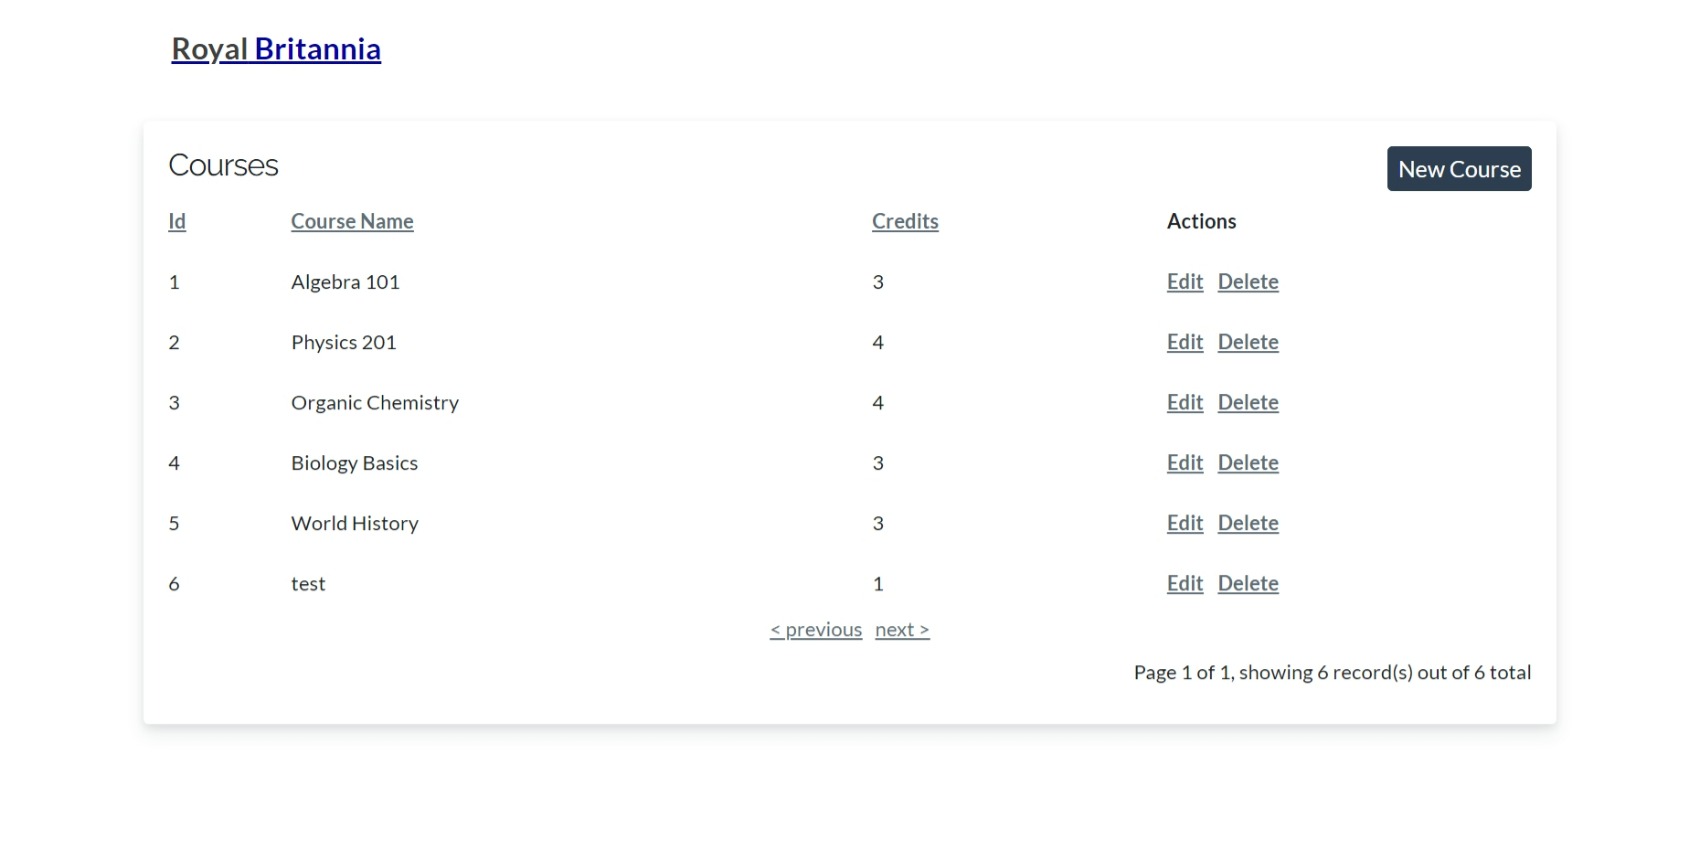 Royal Britannia
Courses
New Course
Id Course Name Credits Actions
1 Algebra 101 3 Edit Delete
2 Physics 201 4 Edit Delete
3 Organic Chemistry 4 Edit Delete
4 Biology Basics 3 Edit Delete
5 World History 3 Edit Delete
6 test 1 Edit Delete
< previous next >
Page 1 of 1, showing 6 record(s) out of 6 total